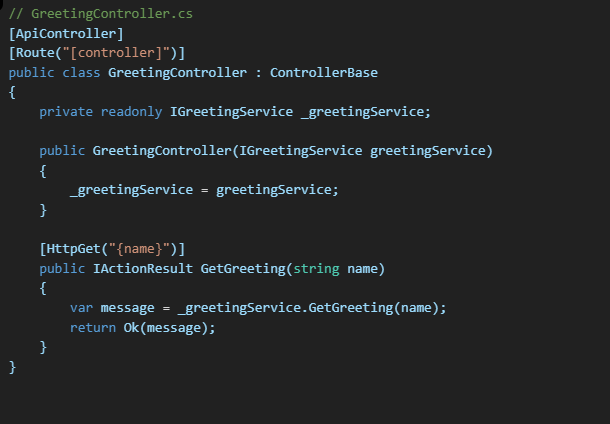 // GreetingController.cs
[ApiController]
[Route("[controller]")]
public class GreetingController : ControllerBase
{
    private readonly IGreetingService _greetingService;

    public GreetingController(IGreetingService greetingService)
    {
        _greetingService = greetingService;
    }

    [HttpGet("{name}")]
    public IActionResult GetGreeting(string name)
    {
        var message = _greetingService.GetGreeting(name);
        return Ok(message);
    }
}